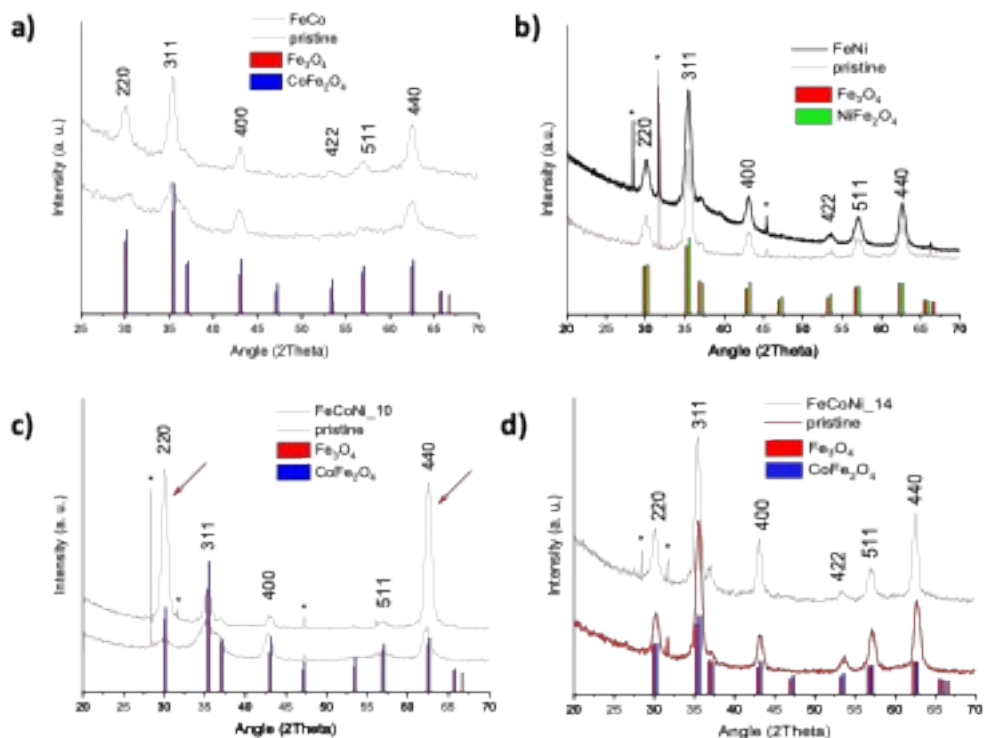 a)
FeCo
pristine
Fe₃O₄
CoFe₂O₄
220
311
400
422
511
440
Intensity (a. u.)
25 30 35 40 45 50 55 60 65 70
Angle (2Theta)
b)
FeNi
pristine
Fe₃O₄
NiFe₂O₄
*
*
220
311
400
*
422
511
440
*
Intensity (a. u.)
20 25 30 35 40 45 50 55 60 65 70
Angle (2Theta)
c)
FeCoNi_10
pristine
Fe₃O₄
CoFe₂O₄
*
220
*
311
400
*
511
440
Intensity (a. u.)
20 25 30 35 40 45 50 55 60 65 70
Angle (2Theta)
d)
FeCoNi_14
pristine
Fe₃O₄
CoFe₂O₄
*
220
*
311
400
422
511
440
Intensity (a. u.)
20 25 30 35 40 45 50 55 60 65 70
Angle (2Theta)